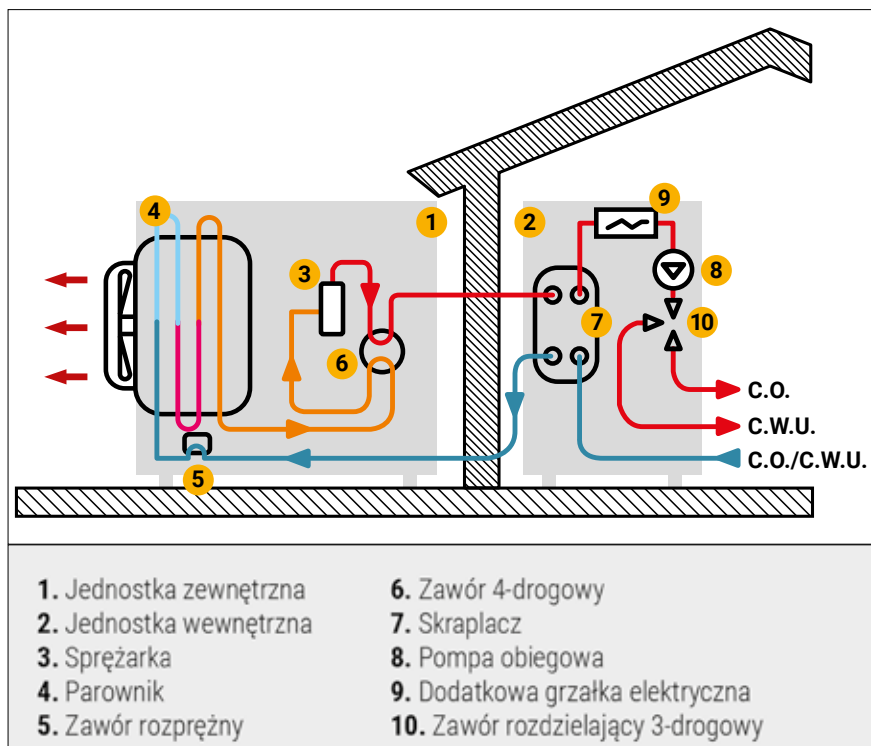 4
1
2
9
3
8
7
10
6
C.O.
C.W.U.
C.O./C.W.U.
5
1. Jednostka zewnętrzna
2. Jednostka wewnętrzna
3. Sprężarka
4. Parownik
5. Zawór rozprężny
6. Zawór 4-drogowy
7. Skraplacz
8. Pompa obiegowa
9. Dodatkowa grzałka elektryczna
10. Zawór rozdzielający 3-drogowy